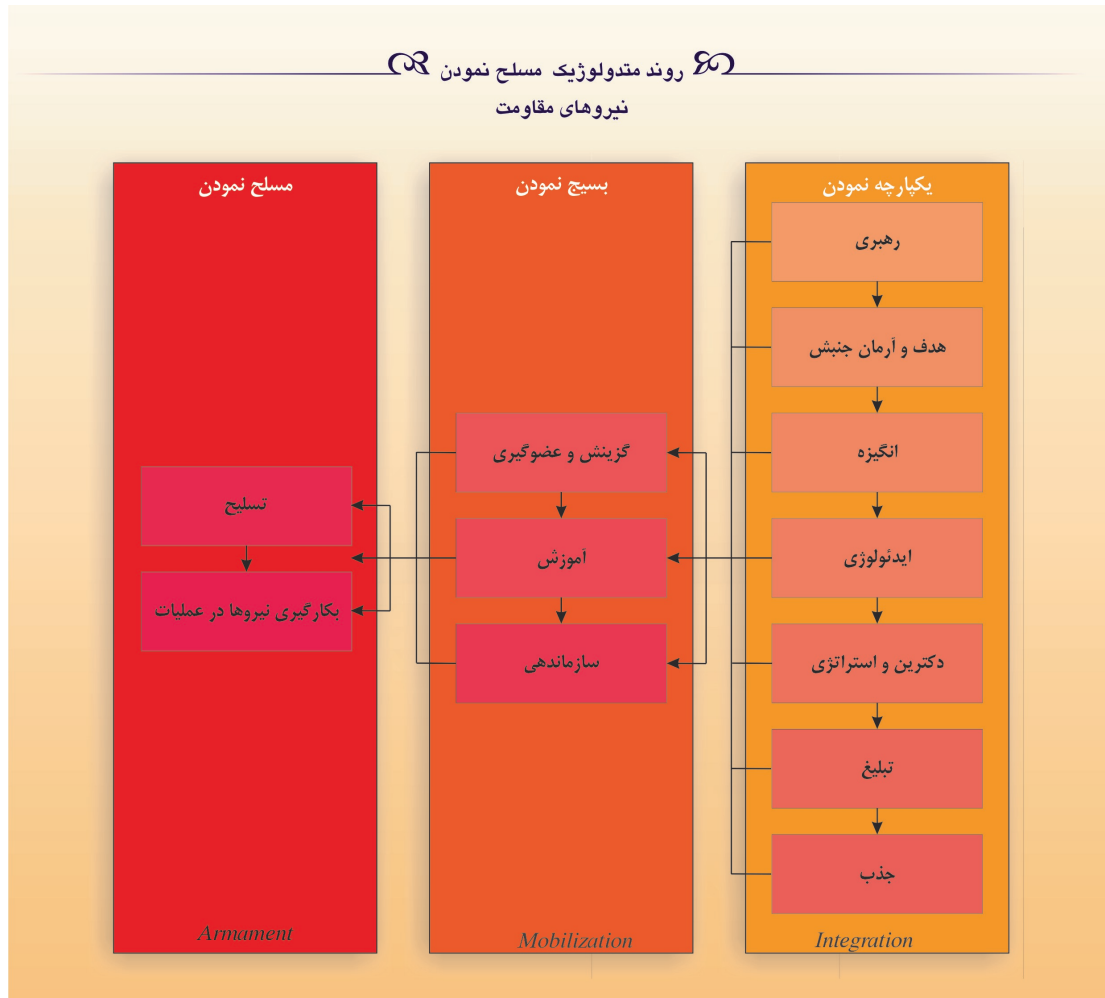 روند متدولوژیک مسلح نمودن
نیروهای مقاومت
یکپارچه نمودن
رهبری
هدف و آرمان جنبش
انگیزه
ایدئولوژی
دکترین و استراتژی
تبلیغ
جذب
Integration
بسیج نمودن
گزینش و عضوگیری
آموزش
سازماندهی
Mobilization
مسلح نمودن
تسلیح
بکارگیری نیروها در عملیات
Armament